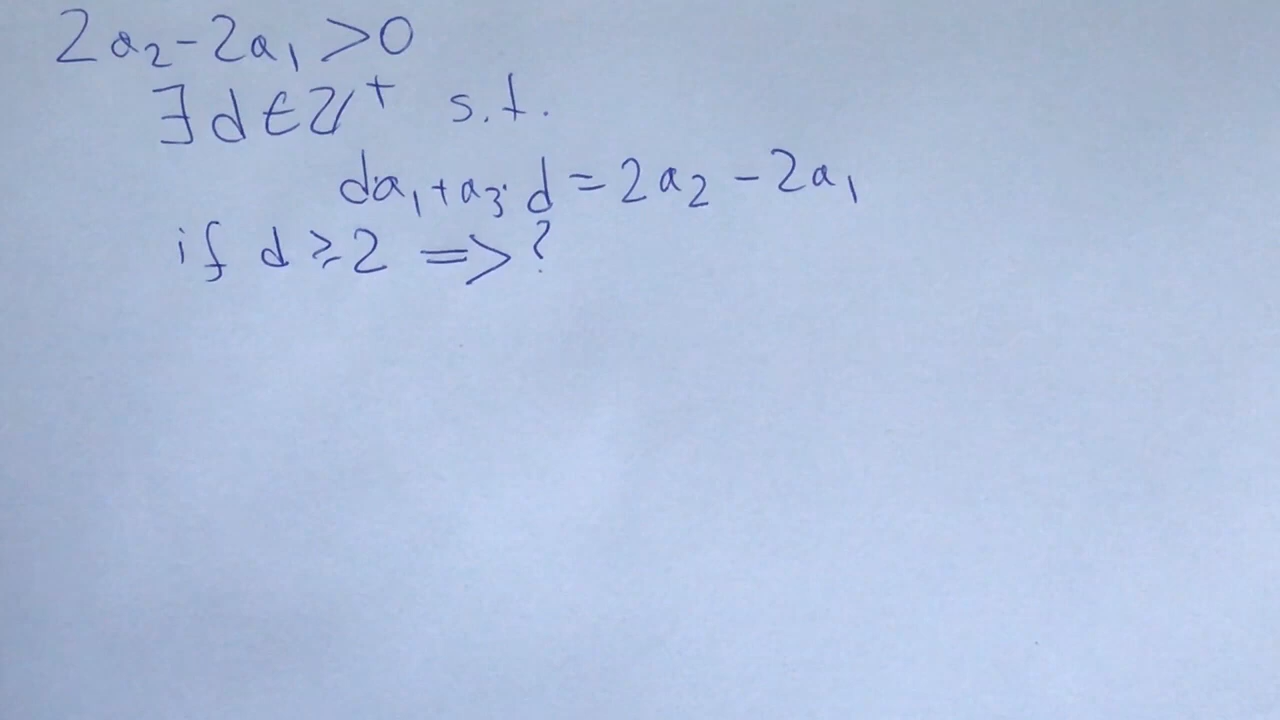 2a₂-2a₁>0
∃d∈ℤ⁺ s.t.
da₁+a₃·d=2a₂-2a₁
if d≥2 => ?